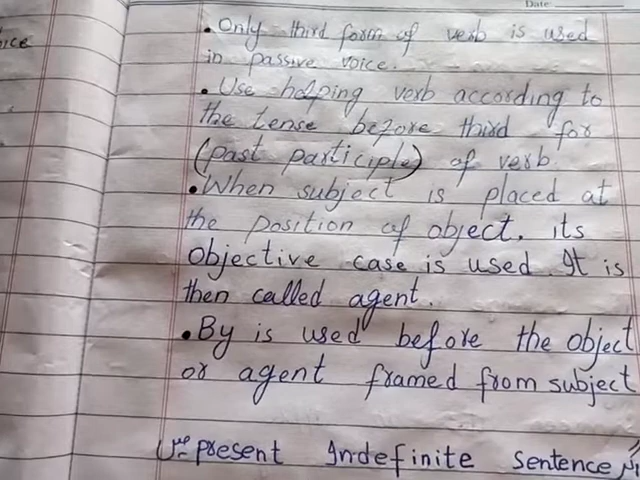 Date:
oice
• Only third form of verb is used
in passive voice.
• Use helping verb according to
the tense before third for
(past participle) of verb
• When subject is placed at
the position of object, its
objective case is used It is
then called agent.
• By is used before the object
or agent framed from subject
present Indefinite sentence